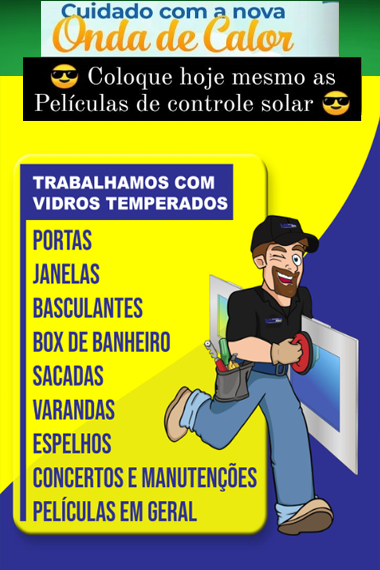 Cuidado com a nova
Onda de Calor
😎 Coloque hoje mesmo as
Películas de controle solar 😎
TRABALHAMOS COM
VIDROS TEMPERADOS
PORTAS
JANELAS
BASCULANTES
BOX DE BANHEIRO
SACADAS
VARANDAS
ESPELHOS
CONCERTOS E MANUTENÇÕES
PELÍCULAS EM GERAL